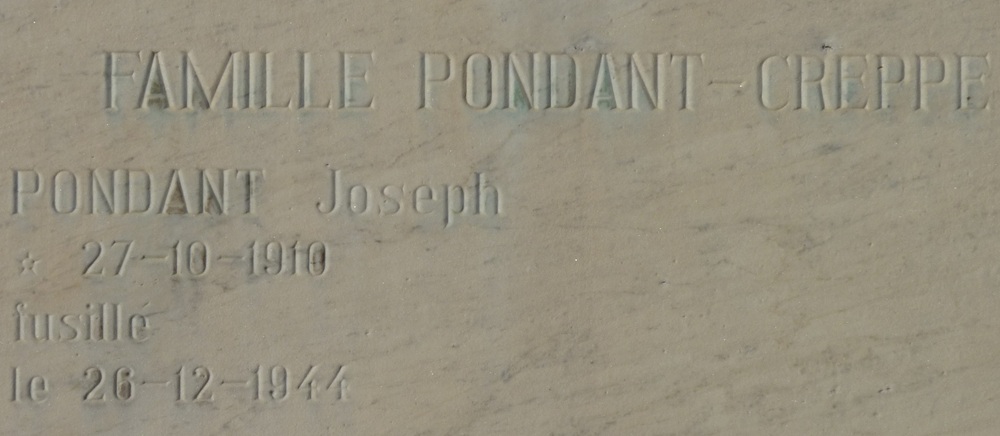 FAMILLE PONDANT-CREPPE
PONDANT Joseph
☆ 27-10-1910
fusillé
le 26-12-1944